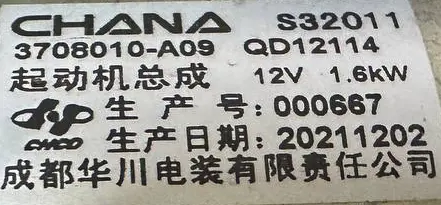 CHANA S32011
3708010-A09 QD12114
起动机总成 12V 1.6kW
生产号:000667
CHCD 生产日期:20211202
成都华川电装有限责任公司